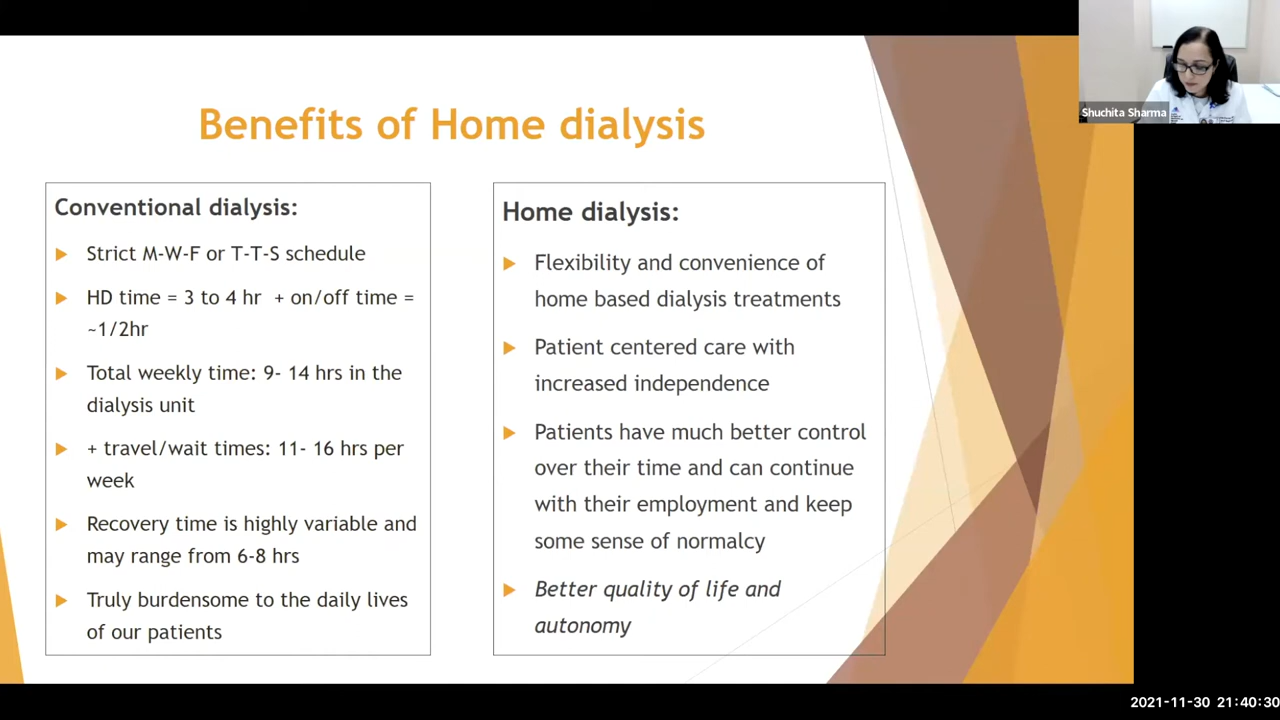 Benefits of Home dialysis
Conventional dialysis:
Strict M-W-F or T-T-S schedule
HD time = 3 to 4 hr + on/off time =
~1/2hr
Total weekly time: 9- 14 hrs in the
dialysis unit
+ travel/wait times: 11- 16 hrs per
week
Recovery time is highly variable and
may range from 6-8 hrs
Truly burdensome to the daily lives
of our patients
Home dialysis:
Flexibility and convenience of
home based dialysis treatments
Patient centered care with
increased independence
Patients have much better control
over their time and can continue
with their employment and keep
some sense of normalcy
Better quality of life and
autonomy
Shuchita Sharma
2021-11-30 21:40:30